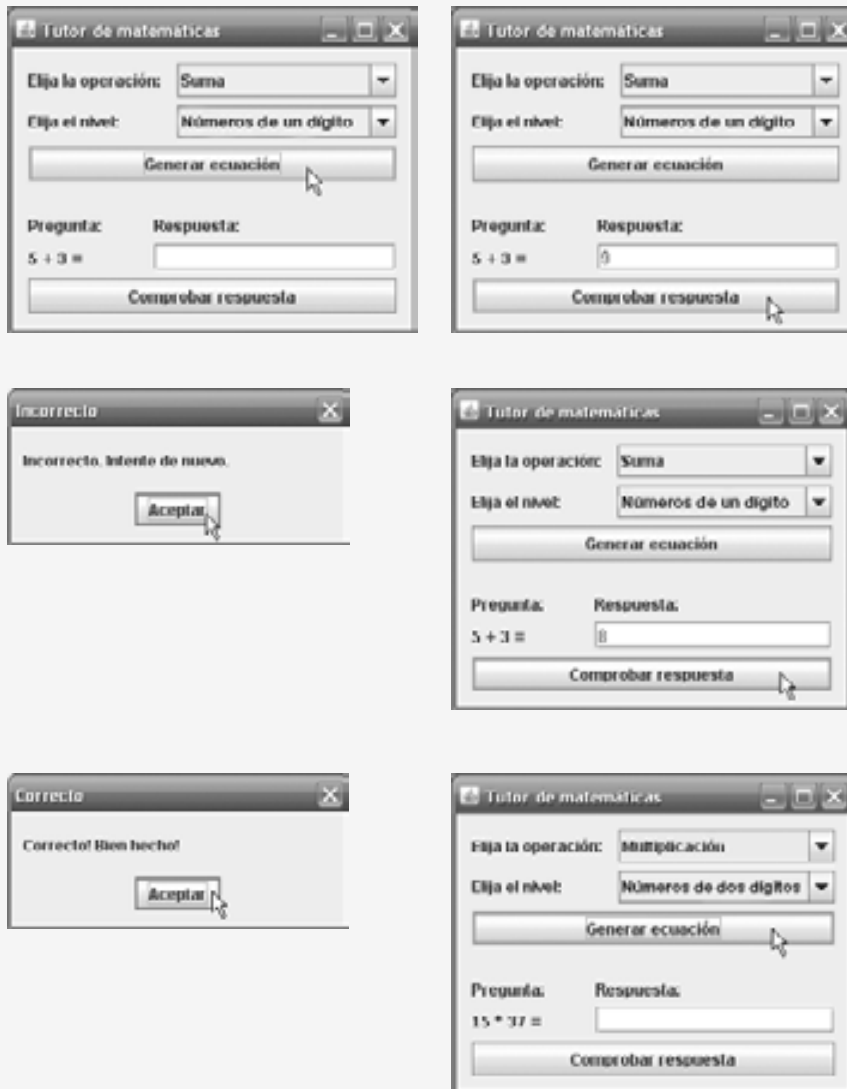 Tutor de matemáticas
Elija la operación: Suma
Elija el nivel: Números de un dígito
Generar ecuación
Pregunta: Respuesta:
5 + 3 =
Comprobar respuesta
Tutor de matemáticas
Elija la operación: Suma
Elija el nivel: Números de un dígito
Generar ecuación
Pregunta: Respuesta:
5 + 3 = 9
Comprobar respuesta
Incorrecto
Incorrecto. Intente de nuevo.
Aceptar
Tutor de matemáticas
Elija la operación: Suma
Elija el nivel: Números de un dígito
Generar ecuación
Pregunta: Respuesta:
5 + 3 = 8
Comprobar respuesta
Correcto
Correcto! Bien hecho!
Aceptar
Tutor de matemáticas
Elija la operación: Multiplicación
Elija el nivel: Números de dos dígitos
Generar ecuación
Pregunta: Respuesta:
15 * 37 =
Comprobar respuesta